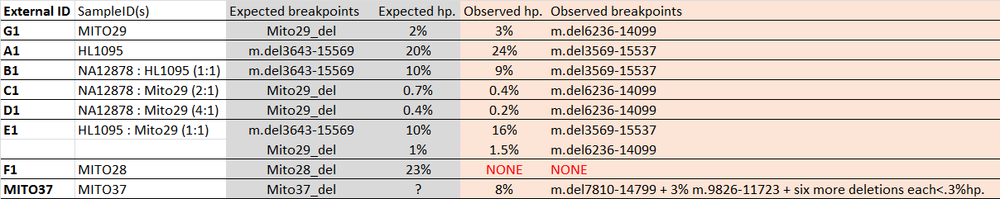 External ID SampleID(s) Expected breakpoints Expected hp. Observed hp. Observed breakpoints
G1 MITO29 Mito29_del 2% 3% m.del6236-14099
A1 HL1095 m.del3643-15569 20% 24% m.del3569-15537
B1 NA12878 : HL1095 (1:1) m.del3643-15569 10% 9% m.del3569-15537
C1 NA12878 : Mito29 (2:1) Mito29_del 0.7% 0.4% m.del6236-14099
D1 NA12878 : Mito29 (4:1) Mito29_del 0.4% 0.2% m.del6236-14099
E1 HL1095 : Mito29 (1:1) m.del3643-15569 10% 16% m.del3569-15537
Mito29_del 1% 1.5% m.del6236-14099
F1 MITO28 Mito28_del 23% NONE NONE
MITO37 MITO37 Mito37_del ? 8% m.del7810-14799 + 3% m.9826-11723 + six more deletions each<.3%hp.